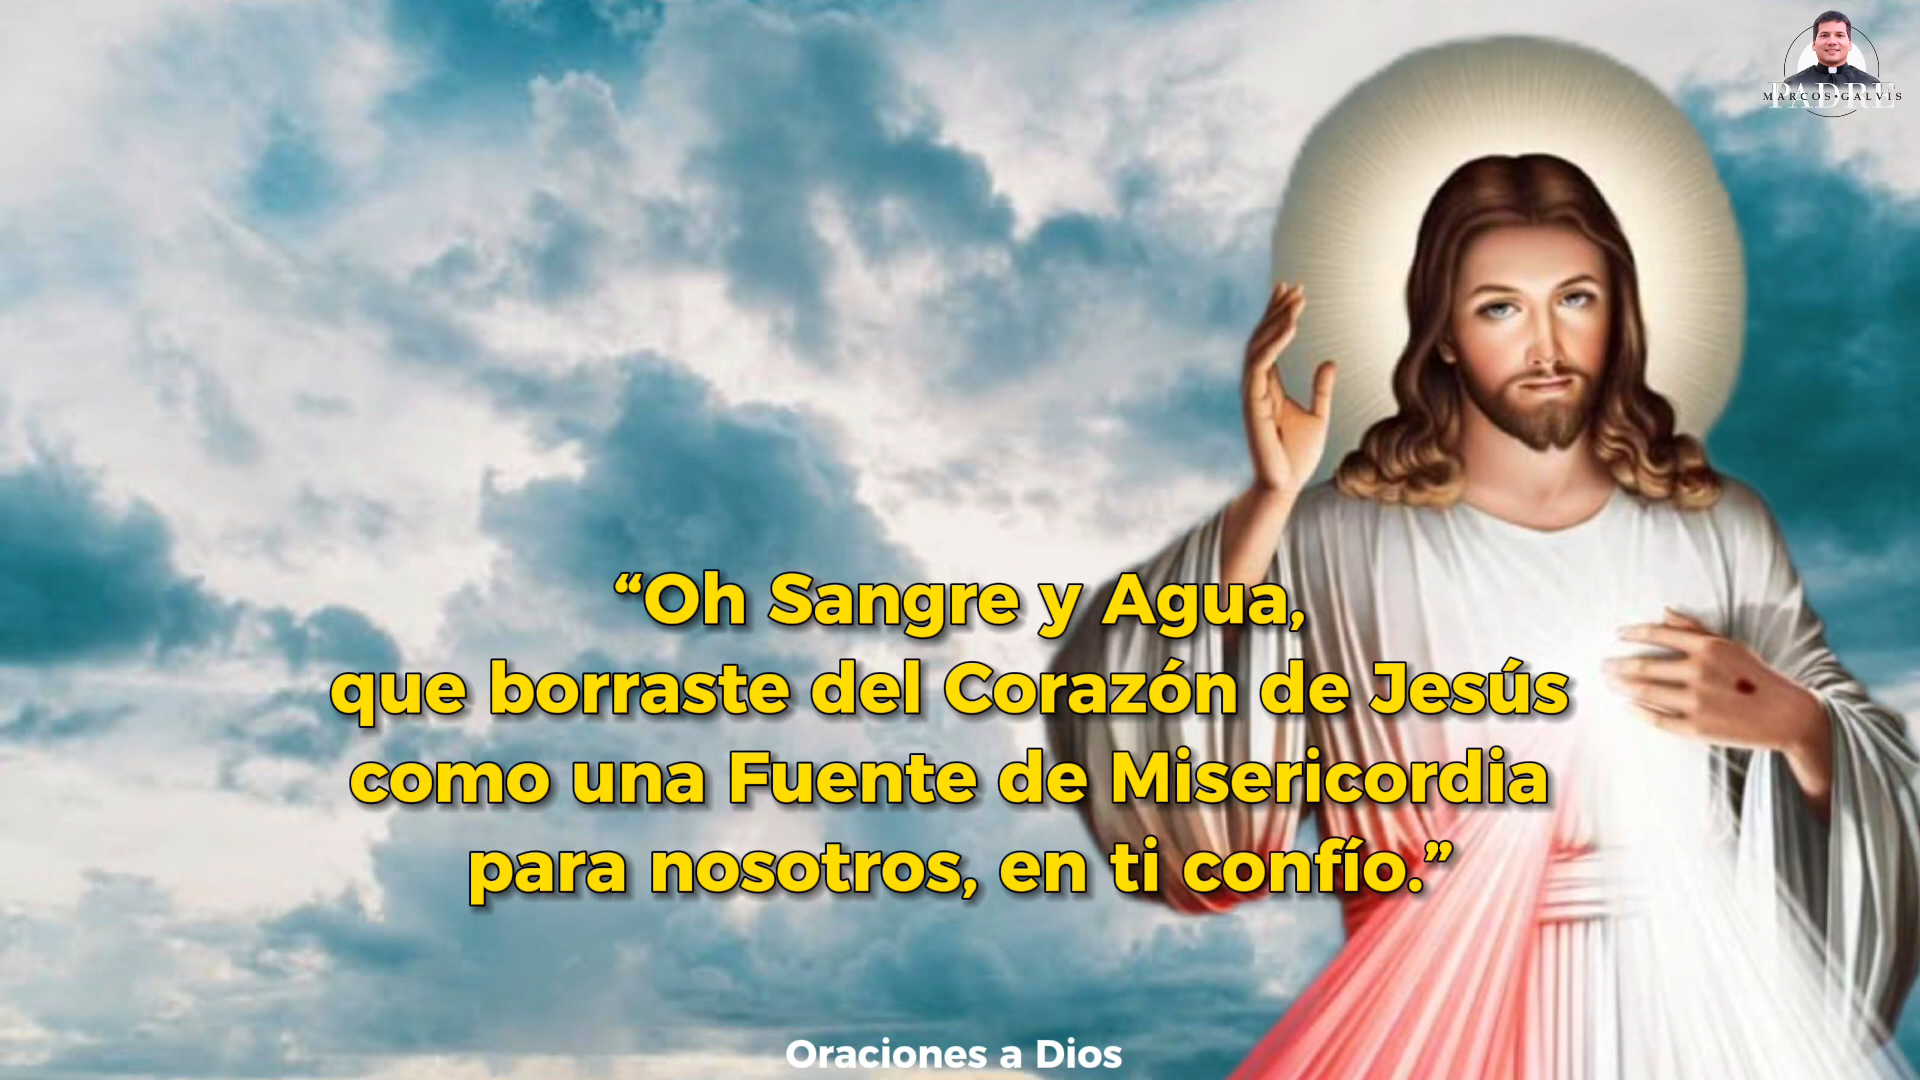 PADRE
MARCOS•GALVIS
“Oh Sangre y Agua,
que borraste del Corazón de Jesús
como una Fuente de Misericordia
para nosotros, en ti confío.”
Oraciones a Dios